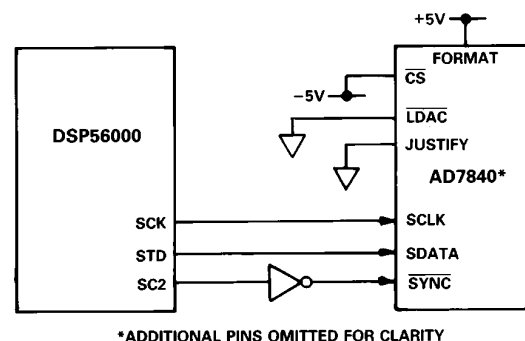 +5V
FORMAT
CS
−5V
LDAC
DSP56000
JUSTIFY
AD7840*
SCK
SCLK
STD
SDATA
SC2
SYNC
*ADDITIONAL PINS OMITTED FOR CLARITY